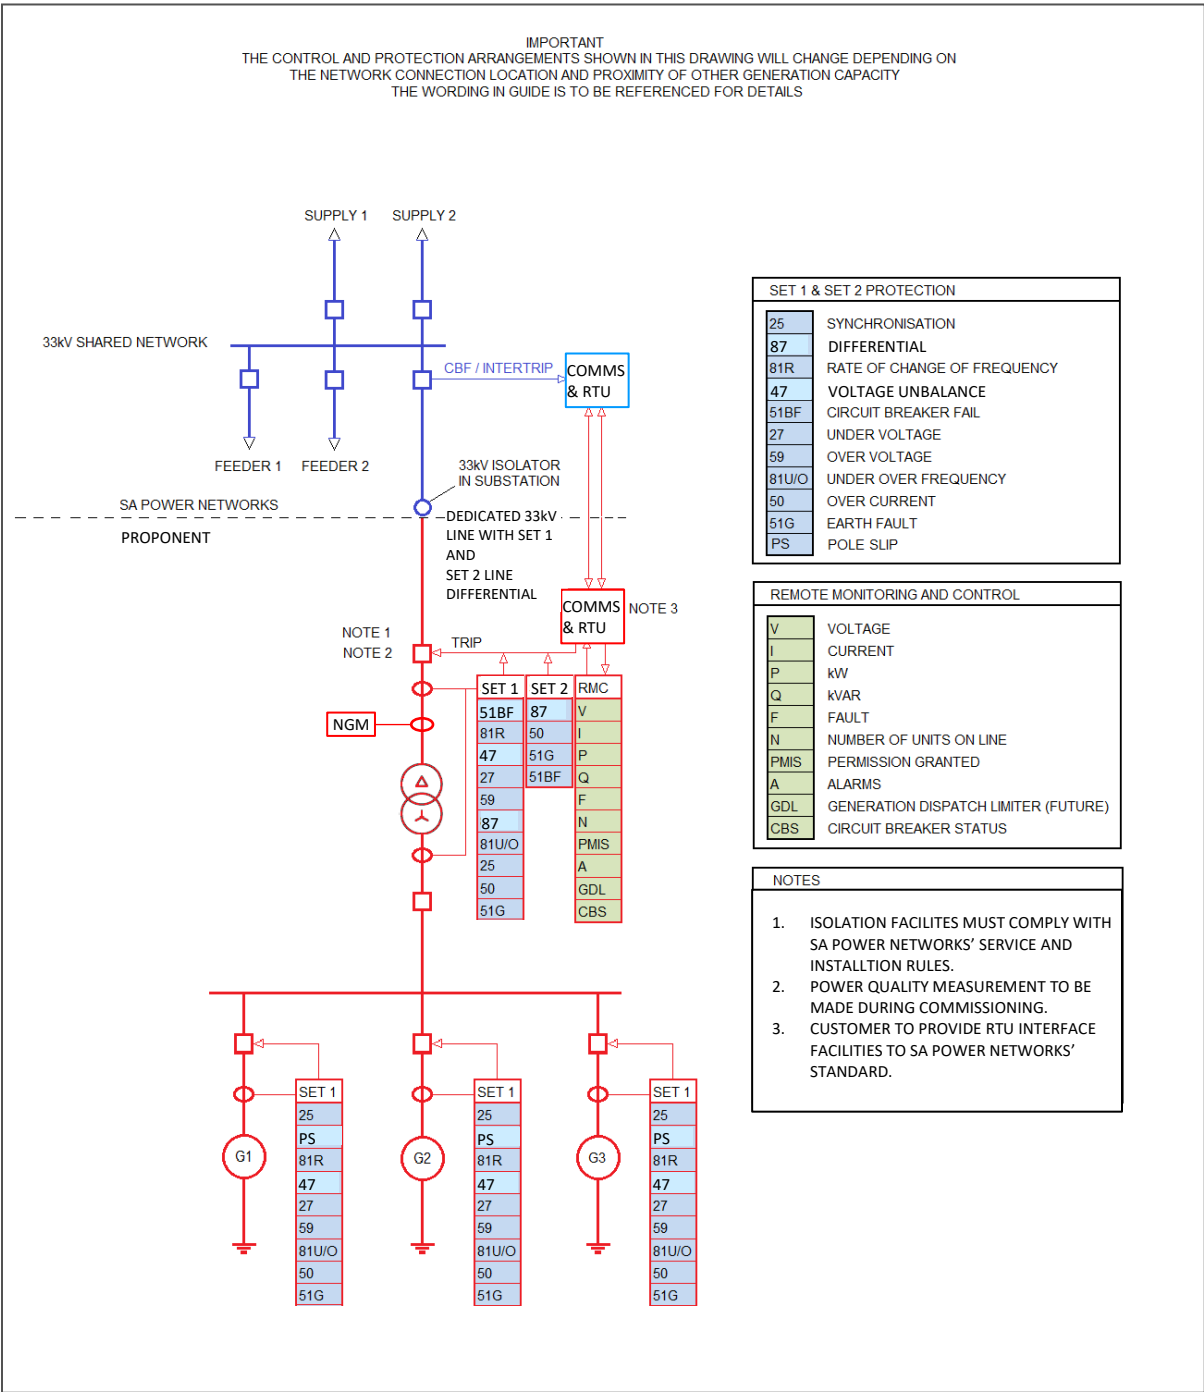 IMPORTANT
THE CONTROL AND PROTECTION ARRANGEMENTS SHOWN IN THIS DRAWING WILL CHANGE DEPENDING ON
THE NETWORK CONNECTION LOCATION AND PROXIMITY OF OTHER GENERATION CAPACITY
THE WORDING IN GUIDE IS TO BE REFERENCED FOR DETAILS
SUPPLY 1
SUPPLY 2
33kV SHARED NETWORK
CBF / INTERTRIP
COMMS
& RTU
FEEDER 1
FEEDER 2
33kV ISOLATOR
IN SUBSTATION
SA POWER NETWORKS
PROPONENT
DEDICATED 33kV
LINE WITH SET 1
AND
SET 2 LINE
DIFFERENTIAL
COMMS
& RTU
NOTE 3
NOTE 1
NOTE 2
TRIP
NGM
SET 1
51BF
81R
47
27
59
87
81U/O
25
50
51G
SET 2
87
50
51G
51BF
RMC
V
I
P
Q
F
N
PMIS
A
GDL
CBS
G1
SET 1
25
PS
81R
47
27
59
81U/O
50
51G
G2
SET 1
25
PS
81R
47
27
59
81U/O
50
51G
G3
SET 1
25
PS
81R
47
27
59
81U/O
50
51G
SET 1 & SET 2 PROTECTION
25 SYNCHRONISATION
87 DIFFERENTIAL
81R RATE OF CHANGE OF FREQUENCY
47 VOLTAGE UNBALANCE
51BF CIRCUIT BREAKER FAIL
27 UNDER VOLTAGE
59 OVER VOLTAGE
81U/O UNDER OVER FREQUENCY
50 OVER CURRENT
51G EARTH FAULT
PS POLE SLIP
REMOTE MONITORING AND CONTROL
V VOLTAGE
I CURRENT
P kW
Q kVAR
F FAULT
N NUMBER OF UNITS ON LINE
PMIS PERMISSION GRANTED
A ALARMS
GDL GENERATION DISPATCH LIMITER (FUTURE)
CBS CIRCUIT BREAKER STATUS
NOTES
1. ISOLATION FACILITES MUST COMPLY WITH
SA POWER NETWORKS' SERVICE AND
INSTALLTION RULES.
2. POWER QUALITY MEASUREMENT TO BE
MADE DURING COMMISSIONING.
3. CUSTOMER TO PROVIDE RTU INTERFACE
FACILITIES TO SA POWER NETWORKS'
STANDARD.